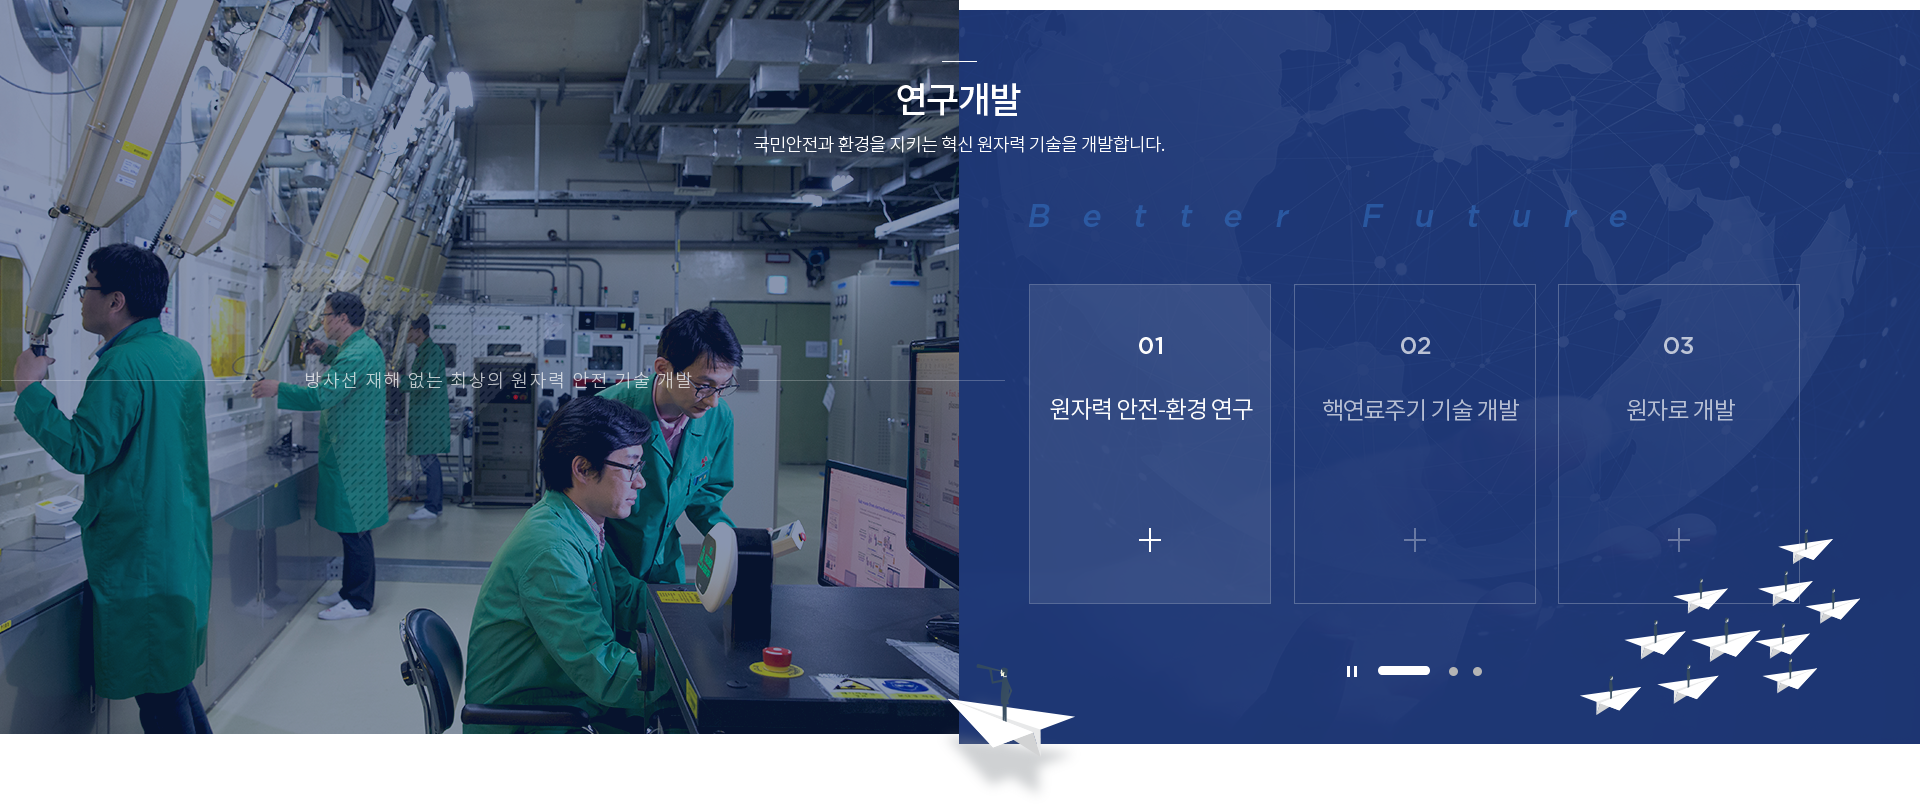 연구개발
국민안전과 환경을 지키는 혁신 원자력 기술을 개발합니다.
Better Future
방사선 재해 없는 최상의 원자력 안전 기술 개발
01
원자력 안전-환경 연구
02
핵연료주기 기술 개발
03
원자로 개발